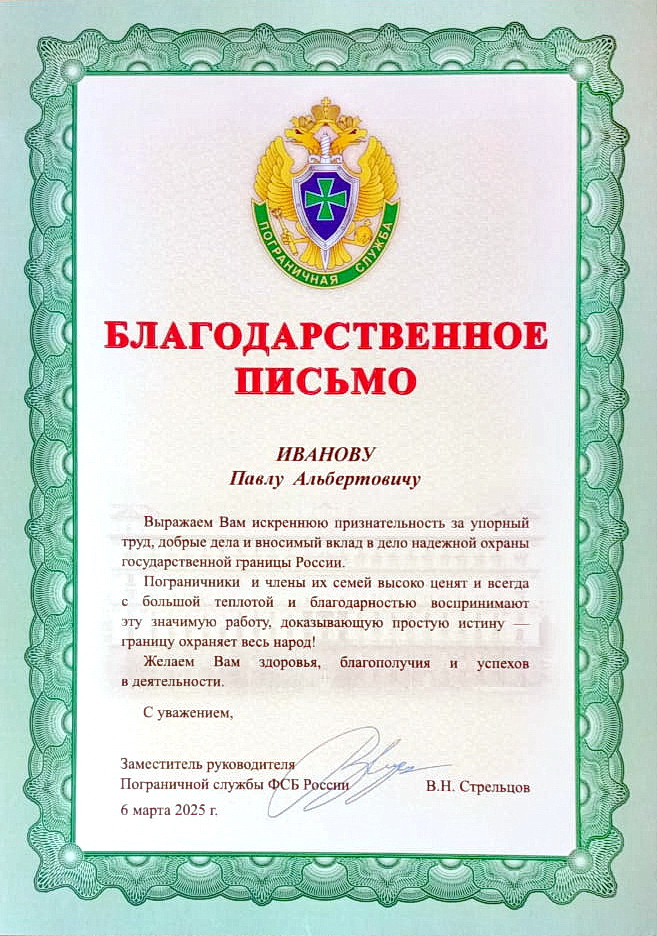 ПОГРАНИЧНАЯ СЛУЖБА
БЛАГОДАРСТВЕННОЕ
ПИСЬМО
ИВАНОВУ
Павлу Альбертовичу
Выражаем Вам искреннюю признательность за упорный
труд, добрые дела и вносимый вклад в дело надежной охраны
государственной границы России.
Пограничники и члены их семей высоко ценят и всегда
с большой теплотой и благодарностью воспринимают
эту значимую работу, доказывающую простую истину —
границу охраняет весь народ!
Желаем Вам здоровья, благополучия и успехов
в деятельности.
С уважением,
Заместитель руководителя
Пограничной службы ФСБ России
В.Н. Стрельцов
6 марта 2025 г.